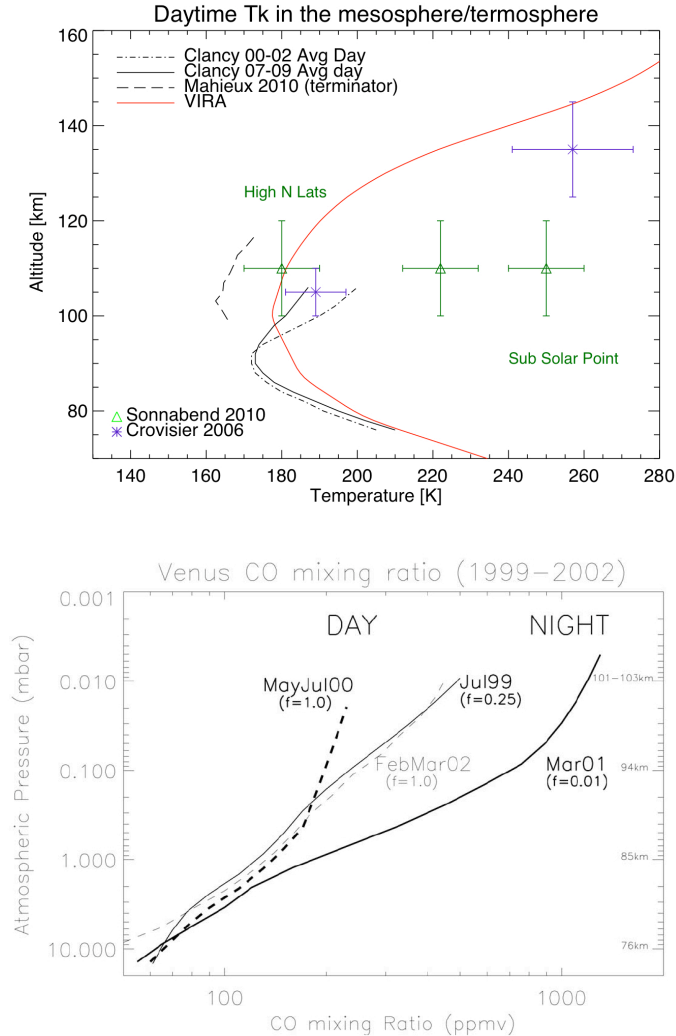 Daytime Tk in the mesosphere/termosphere
160
140
120
100
80
Altitude [km]
Clancy 00-02 Avg Day
Clancy 07-09 Avg day
Mahieux 2010 (terminator)
VIRA
High N Lats
Sub Solar Point
Sonnabend 2010
Crovisier 2006
140 160 180 200 220 240 260 280
Temperature [K]
Venus CO mixing ratio (1999-2002)
0.001
0.010
0.100
1.000
10.000
Atmospheric Pressure (mbar)
DAY NIGHT
MayJul00
(f=1.0)
Jul99
(f=0.25)
101-103km
FebMar02
(f=1.0)
Mar01
(f=0.01)
94km
85km
76km
100 1000
CO mixing Ratio (ppmv)